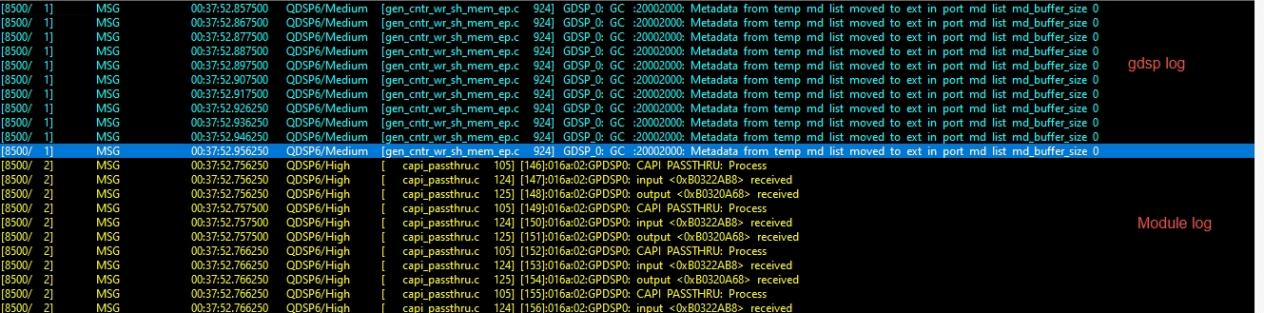 [8500/ 1] MSG 00:37:52.857500 QDSP6/Medium [gen_cntr_wr_sh_mem_ep.c 924] GDSP_0: GC :20002000: Metadata from temp md list moved to ext in port md list md_buffer_size 0
[8500/ 1] MSG 00:37:52.867500 QDSP6/Medium [gen_cntr_wr_sh_mem_ep.c 924] GDSP_0: GC :20002000: Metadata from temp md list moved to ext in port md list md_buffer_size 0
[8500/ 1] MSG 00:37:52.877500 QDSP6/Medium [gen_cntr_wr_sh_mem_ep.c 924] GDSP_0: GC :20002000: Metadata from temp md list moved to ext in port md list md_buffer_size 0
[8500/ 1] MSG 00:37:52.887500 QDSP6/Medium [gen_cntr_wr_sh_mem_ep.c 924] GDSP_0: GC :20002000: Metadata from temp md list moved to ext in port md list md_buffer_size 0
[8500/ 1] MSG 00:37:52.897500 QDSP6/Medium [gen_cntr_wr_sh_mem_ep.c 924] GDSP_0: GC :20002000: Metadata from temp md list moved to ext in port md list md_buffer_size 0
gdsp log
[8500/ 1] MSG 00:37:52.907500 QDSP6/Medium [gen_cntr_wr_sh_mem_ep.c 924] GDSP_0: GC :20002000: Metadata from temp md list moved to ext in port md list md_buffer_size 0
[8500/ 1] MSG 00:37:52.917500 QDSP6/Medium [gen_cntr_wr_sh_mem_ep.c 924] GDSP_0: GC :20002000: Metadata from temp md list moved to ext in port md list md_buffer_size 0
[8500/ 1] MSG 00:37:52.926250 QDSP6/Medium [gen_cntr_wr_sh_mem_ep.c 924] GDSP_0: GC :20002000: Metadata from temp md list moved to ext in port md list md_buffer_size 0
[8500/ 1] MSG 00:37:52.936250 QDSP6/Medium [gen_cntr_wr_sh_mem_ep.c 924] GDSP_0: GC :20002000: Metadata from temp md list moved to ext in port md list md_buffer_size 0
[8500/ 1] MSG 00:37:52.946250 QDSP6/Medium [gen_cntr_wr_sh_mem_ep.c 924] GDSP_0: GC :20002000: Metadata from temp md list moved to ext in port md list md_buffer_size 0
[8500/ 1] MSG 00:37:52.956250 QDSP6/Medium [gen_cntr_wr_sh_mem_ep.c 924] GDSP_0: GC :20002000: Metadata from temp md list moved to ext in port md list md_buffer_size 0
[8500/ 2] MSG 00:37:52.756250 QDSP6/High [ capi_passthru.c 105] [146]:016a:02:GPDSP0: CAPI PASSTHRU: Process
[8500/ 2] MSG 00:37:52.756250 QDSP6/High [ capi_passthru.c 124] [147]:016a:02:GPDSP0: input <0xB0322AB8> received
[8500/ 2] MSG 00:37:52.756250 QDSP6/High [ capi_passthru.c 125] [148]:016a:02:GPDSP0: output <0xB0320A68> received
[8500/ 2] MSG 00:37:52.757500 QDSP6/High [ capi_passthru.c 105] [149]:016a:02:GPDSP0: CAPI PASSTHRU: Process
[8500/ 2] MSG 00:37:52.757500 QDSP6/High [ capi_passthru.c 124] [150]:016a:02:GPDSP0: input <0xB0322AB8> received
Module log
[8500/ 2] MSG 00:37:52.757500 QDSP6/High [ capi_passthru.c 125] [151]:016a:02:GPDSP0: output <0xB0320A68> received
[8500/ 2] MSG 00:37:52.766250 QDSP6/High [ capi_passthru.c 105] [152]:016a:02:GPDSP0: CAPI PASSTHRU: Process
[8500/ 2] MSG 00:37:52.766250 QDSP6/High [ capi_passthru.c 124] [153]:016a:02:GPDSP0: input <0xB0322AB8> received
[8500/ 2] MSG 00:37:52.766250 QDSP6/High [ capi_passthru.c 125] [154]:016a:02:GPDSP0: output <0xB0320A68> received
[8500/ 2] MSG 00:37:52.766250 QDSP6/High [ capi_passthru.c 105] [155]:016a:02:GPDSP0: CAPI PASSTHRU: Process
[8500/ 2] MSG 00:37:52.766250 QDSP6/High [ capi_passthru.c 124] [156]:016a:02:GPDSP0: input <0xB0322AB8> received